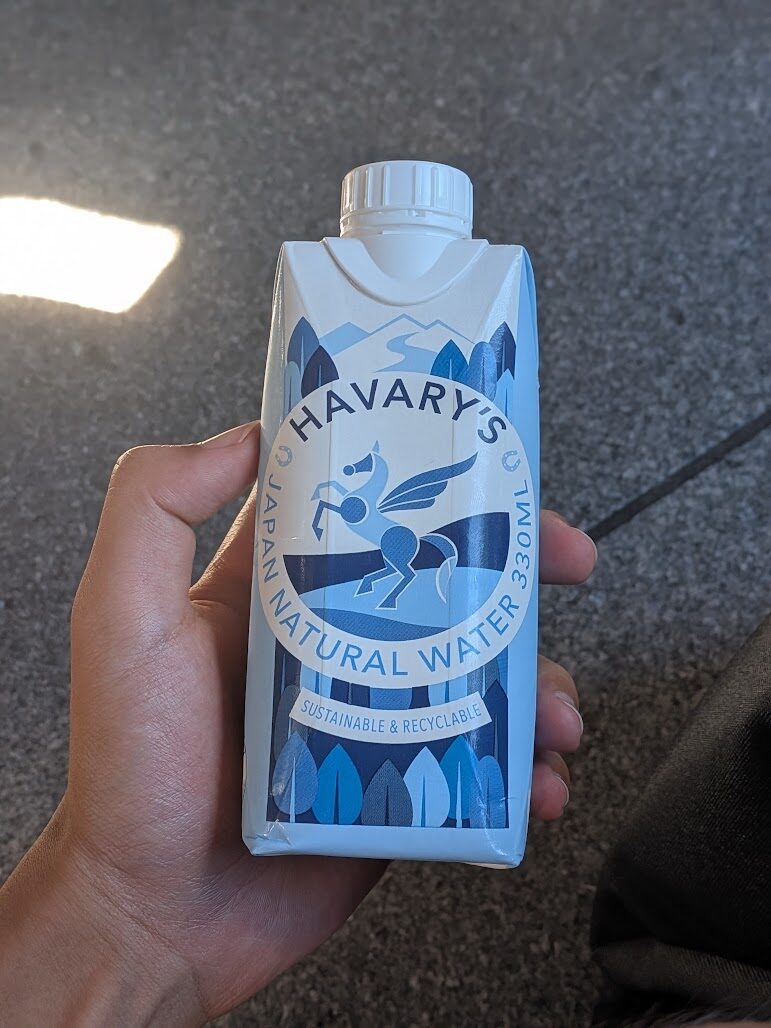 HAVARY'S
JAPAN NATURAL WATER 330ML
SUSTAINABLE & RECYCLABLE